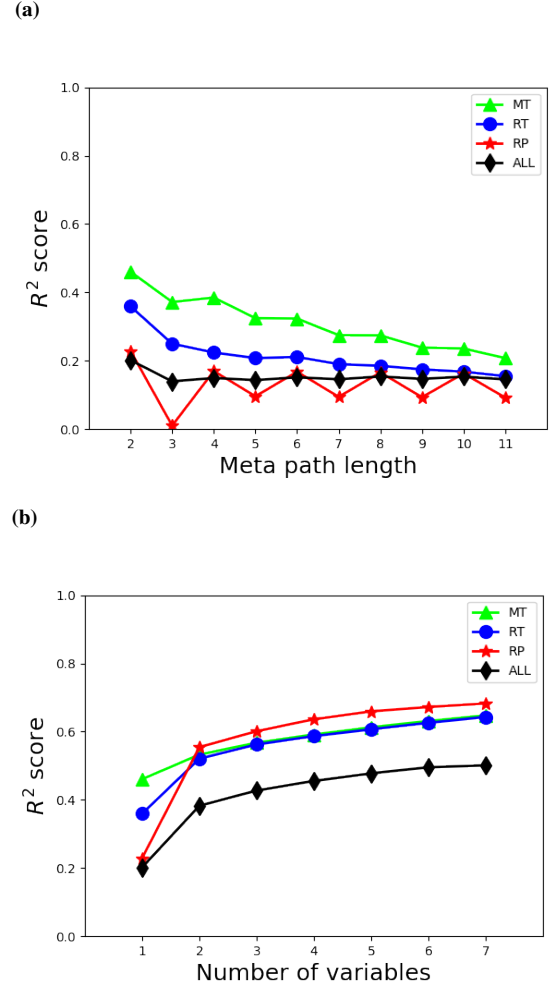 (a)
1.0
0.8
0.6
0.4
0.2
0.0
R² score
MT
RT
RP
ALL
2 3 4 5 6 7 8 9 10 11
Meta path length
(b)
1.0
0.8
0.6
0.4
0.2
0.0
R² score
MT
RT
RP
ALL
1 2 3 4 5 6 7
Number of variables